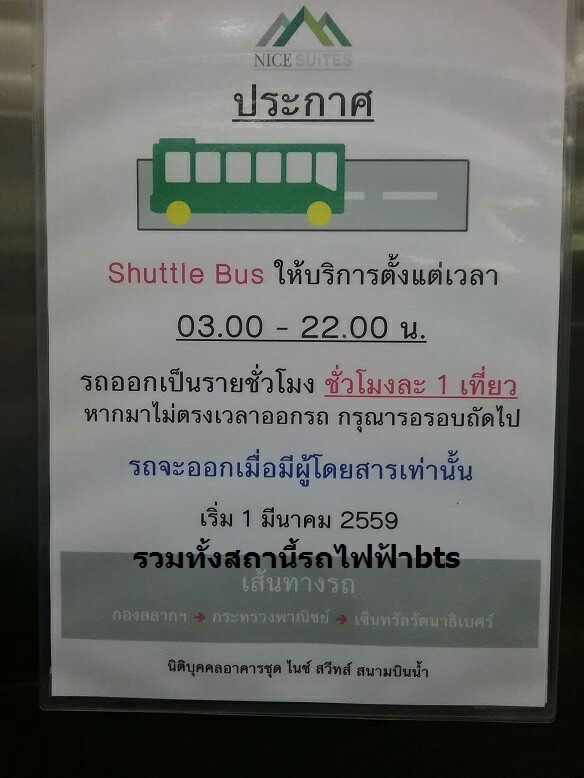 NICE SUITES
ประกาศ
Shuttle Bus ให้บริการตั้งแต่เวลา
03.00 - 22.00 น.
รถออกเป็นรายชั่วโมง ชั่วโมงละ 1 เที่ยว
หากมาไม่ตรงเวลาออกรถ กรุณารอรอบถัดไป
รถจะออกเมื่อมีผู้โดยสารเท่านั้น
เริ่ม 1 มีนาคม 2559
รวมทั้งสถานี้รถไฟฟ้าbts
เส้นทางรถ
กองสลากฯ → กระทรวงพาณิชย์ → เซ็นทรัลรัตนาธิเบศร์
นิติบุคคลอาคารชุด ไนซ์ สวีทส์ สนามบินน้ำ